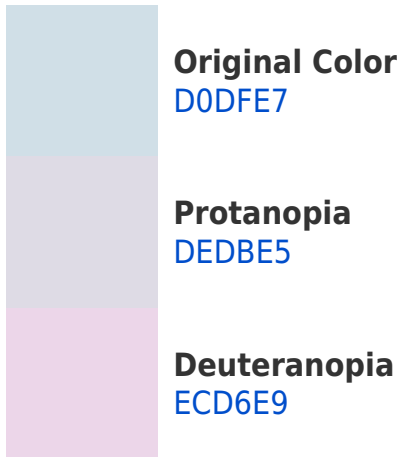 Original Color
D0DFE7
Protanopia
DEDBE5
Deuteranopia
ECD6E9